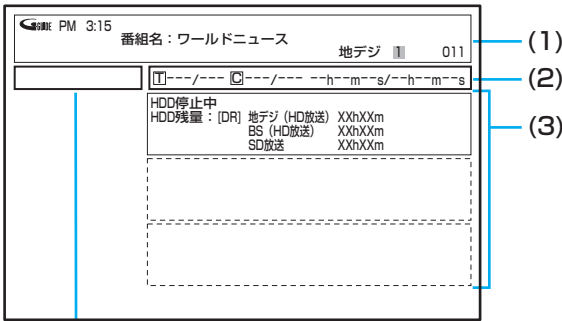 GGUIDE PM 3:15
番組名：ワールドニュース
地デジ 1 011
(1)
T---/--- C---/--- --h--m--s/--h--m--s
(2)
HDD停止中
HDD残量：[DR] 地デジ（HD放送） XXhXXm
BS（HD放送） XXhXXm
SD放送 XXhXXm
(3)